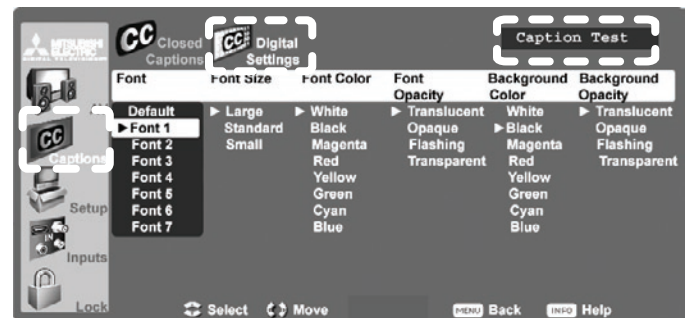 MITSUBISHI
ELECTRIC
DIGITAL TELEVISION
CC Closed
Captions
CC Digital
Settings
Caption Test
Font
Font Size
Font Color
Font
Opacity
Background
Color
Background
Opacity
CC
Captions
Setup
IN
Inputs
Lock
Default
▶ Font 1
Font 2
Font 3
Font 4
Font 5
Font 6
Font 7
▶ Large
Standard
Small
▶ White
Black
Magenta
Red
Yellow
Green
Cyan
Blue
▶ Translucent
Opaque
Flashing
Transparent
White
▶ Black
Magenta
Red
Yellow
Green
Cyan
Blue
▶ Translucent
Opaque
Flashing
Transparent
Select Move MENU Back INFO Help